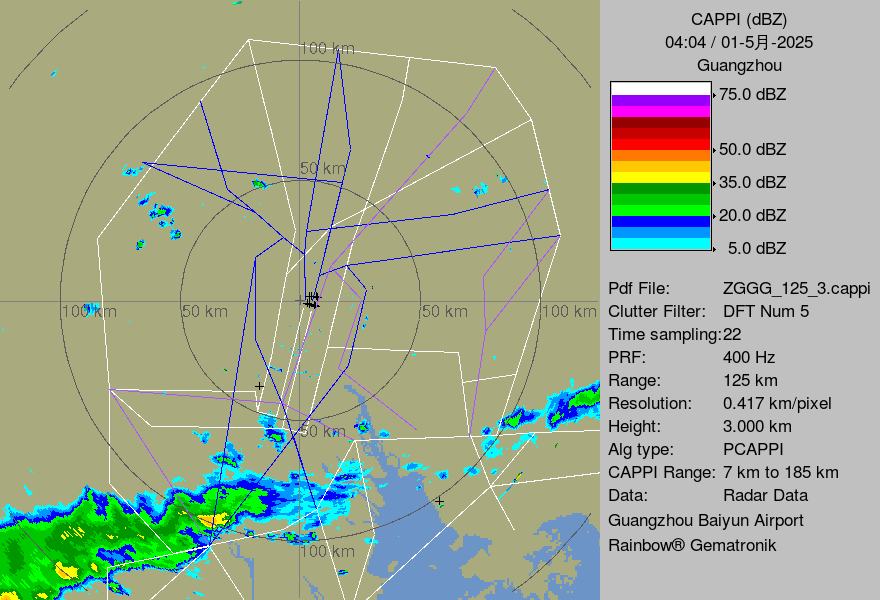 CAPPI (dBZ)
04:04 / 01-5月-2025
Guangzhou
75.0 dBZ
50.0 dBZ
35.0 dBZ
20.0 dBZ
5.0 dBZ
Pdf File: ZGGG_125_3.cappi
Clutter Filter: DFT Num 5
Time sampling:22
PRF: 400 Hz
Range: 125 km
Resolution: 0.417 km/pixel
Height: 3.000 km
Alg type: PCAPPI
CAPPI Range: 7 km to 185 km
Data: Radar Data
Guangzhou Baiyun Airport
Rainbow® Gematronik
100 km
50 km
100 km 50 km 50 km 100 km
50 km
100 km